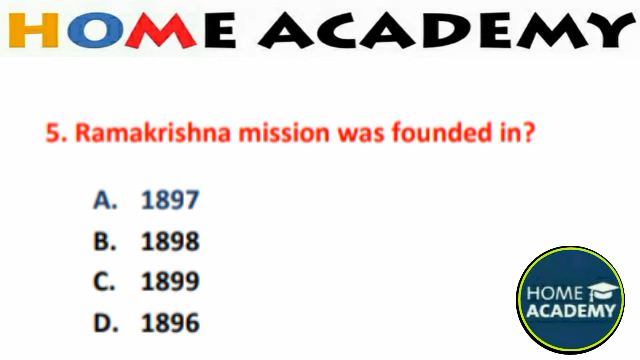 HOME ACADEMY
5. Ramakrishna mission was founded in?
A. 1897
B. 1898
C. 1899
D. 1896
HOME
ACADEMY